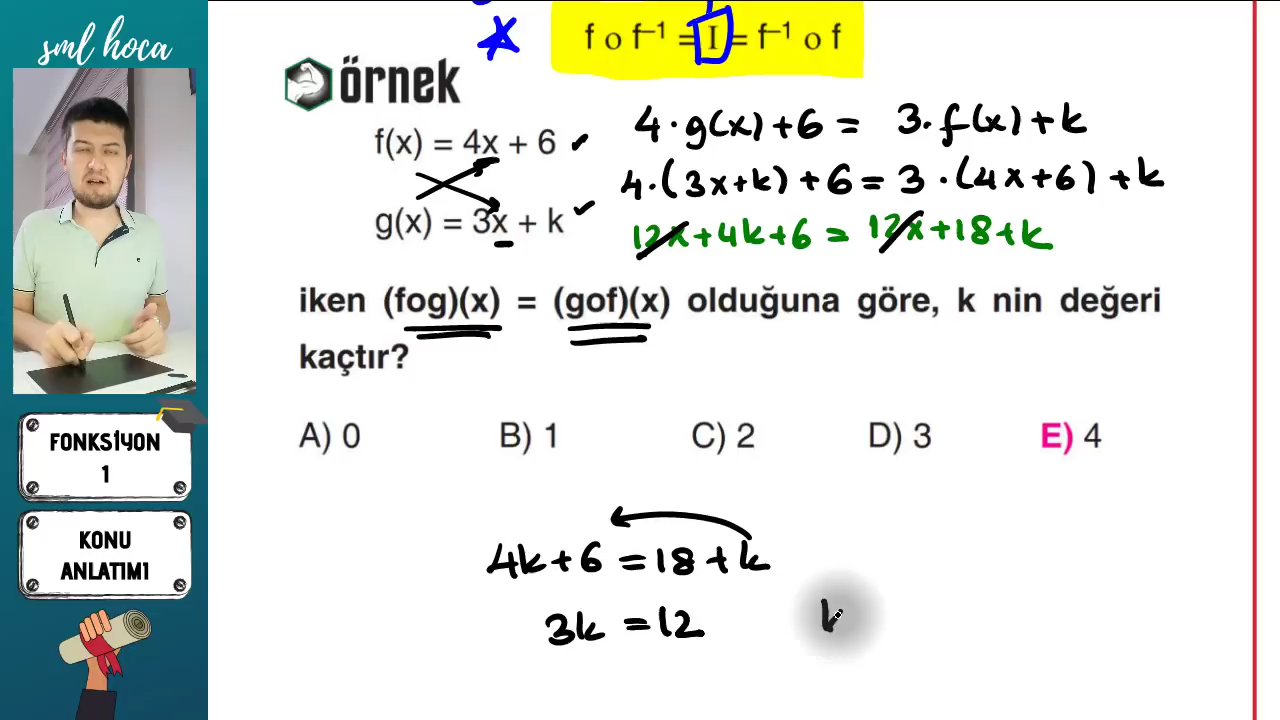 sml hoca
f o f⁻¹ = I = f⁻¹ o f
örnek
f(x) = 4x + 6
g(x) = 3x + k
4·g(x)+6 = 3·f(x)+k
4·(3x+k)+6=3·(4x+6)+k
12x+4k+6= 12x+18+k
iken (fog)(x) = (gof)(x) olduğuna göre, k nin değeri
kaçtır?
A) 0 B) 1 C) 2 D) 3 E) 4
4k+6 =18+k
3k =12 k
FONKSİYON
1
KONU
ANLATIMI